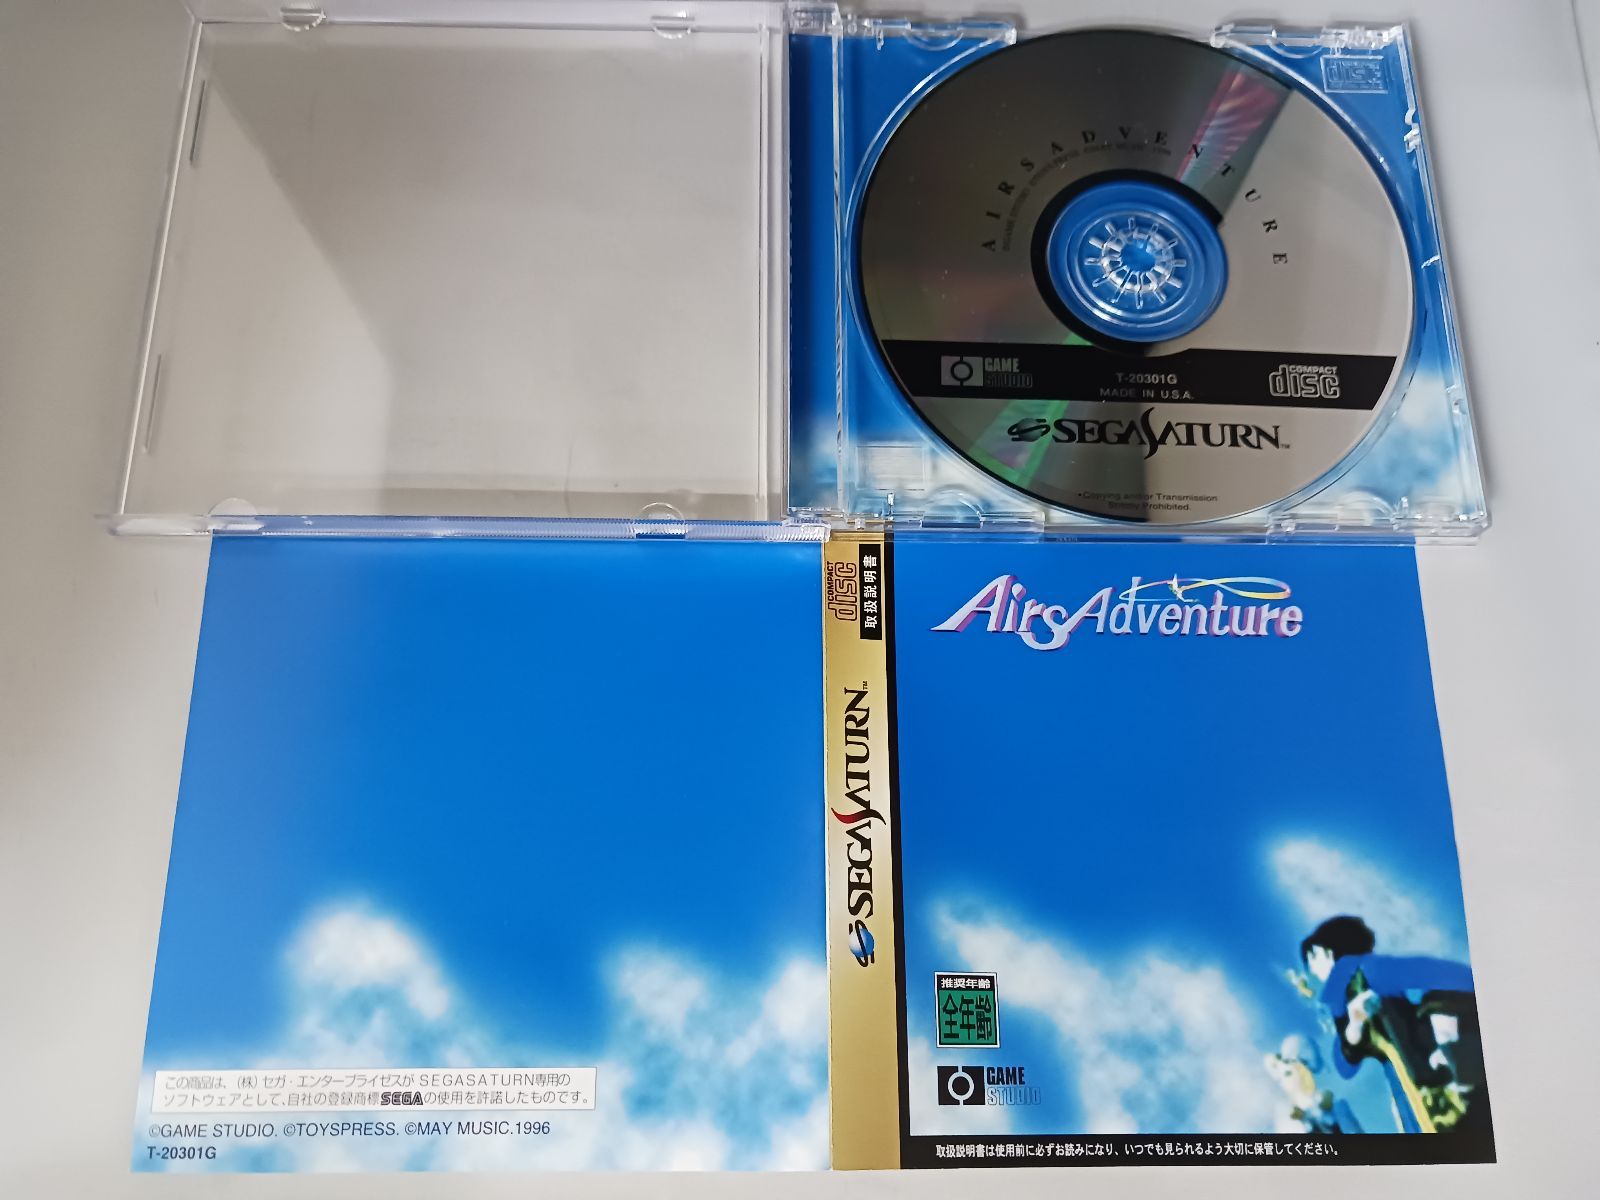 COMPACT
disc
AIRSADVENTURE
GAME
STUDIO
T-20301G
MADE IN U.S.A.
COMPACT
disc
SEGASATURN™
•Copying and/or Transmission
Strictly Prohibited.
この商品は、(株)セガ・エンタープライゼスがSEGASATURN専用の
ソフトウェアとして、自社の登録商標SEGAの使用を許諾したものです。
©GAME STUDIO. ©TOYSPRESS. ©MAY MUSIC.1996
T-20301G
COMPACT
disc
取扱説明書
SEGASATURN™
AirsAdventure
推奨年齢
全年齢
GAME
STUDIO
取扱説明書は使用前に必ずお読みになり、いつでも見られるよう大切に保管してください。